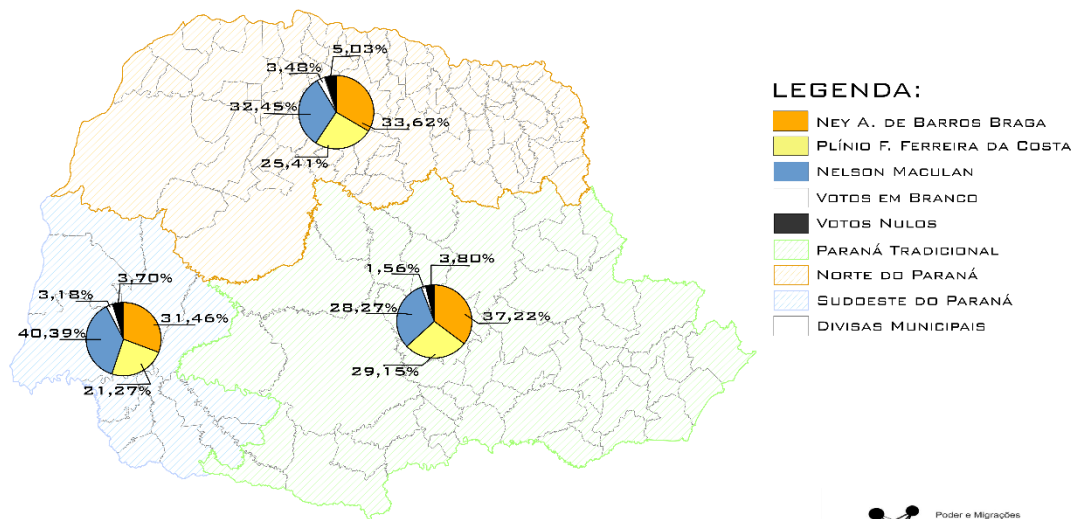 5,03%
3,48%
32,45%
33,62%
25,41%
3,70%
3,18%
31,46%
40,39%
21,27%
3,80%
1,56%
28,27%
37,22%
29,15%
LEGENDA:
NEY A. DE BARROS BRAGA
PLÍNIO F. FERREIRA DA COSTA
NELSON MACULAN
VOTOS EM BRANCO
VOTOS NULOS
PARANÁ TRADICIONAL
NORTE DO PARANÁ
SUDOESTE DO PARANÁ
DIVISAS MUNICIPAIS
Poder e Migrações